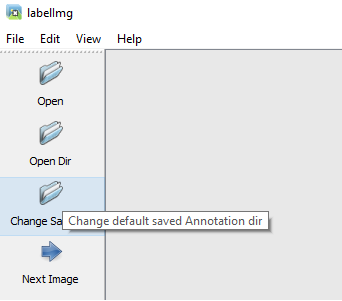 labelImg
File Edit View Help
Open
Open Dir
Change Sa
Change default saved Annotation dir
Next Image